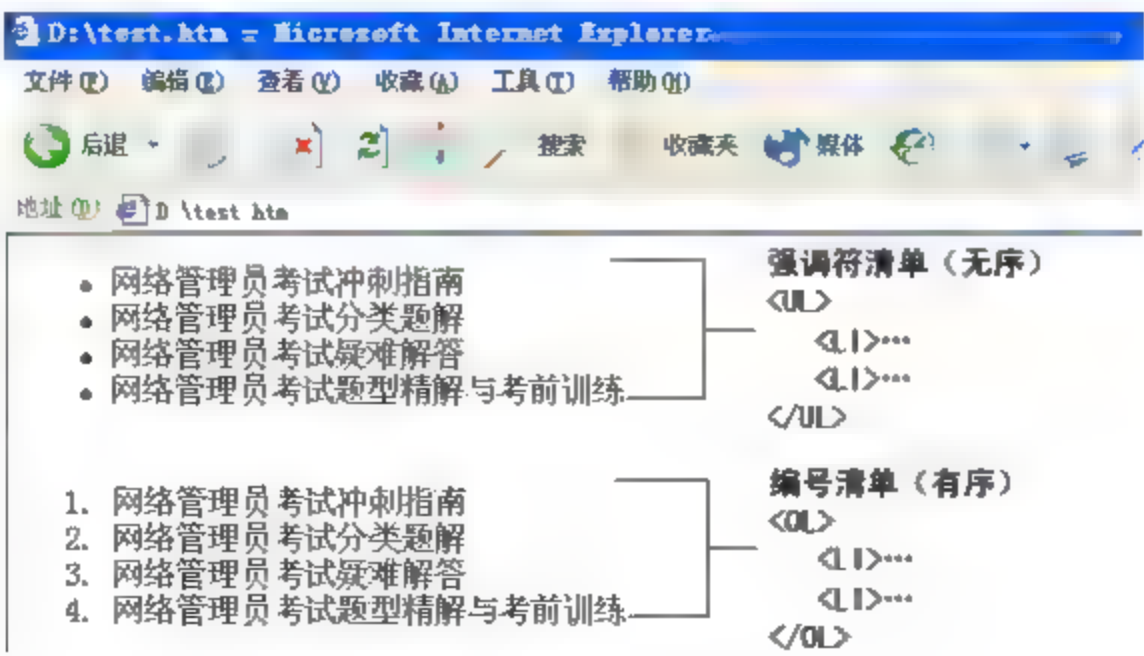 D:\test.htm - Microsoft Internet Explorer
文件(F) 编辑(E) 查看(V) 收藏(A) 工具(T) 帮助(H)
后退 搜索 收藏夹 媒体
地址(D) D:\test.htm
• 网络管理员考试冲刺指南
• 网络管理员考试分类题解
• 网络管理员考试疑难解答
• 网络管理员考试题型精解与考前训练
强调符清单（无序）
<UL>
<LI>…
<LI>…
</UL>
1. 网络管理员考试冲刺指南
2. 网络管理员考试分类题解
3. 网络管理员考试疑难解答
4. 网络管理员考试题型精解与考前训练
编号清单（有序）
<OL>
<LI>…
<LI>…
</OL>